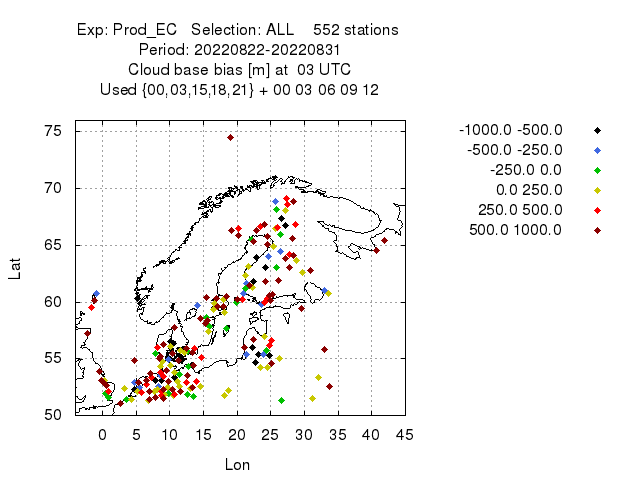 Exp: Prod_EC   Selection: ALL    552 stations
Period: 20220822-20220831
Cloud base bias [m] at  03 UTC
Used {00,03,15,18,21} + 00 03 06 09 12
-1000.0 -500.0
-500.0 -250.0
-250.0 0.0
0.0 250.0
250.0 500.0
500.0 1000.0
Lat
75
70
65
60
55
50
0 5 10 15 20 25 30 35 40 45
Lon